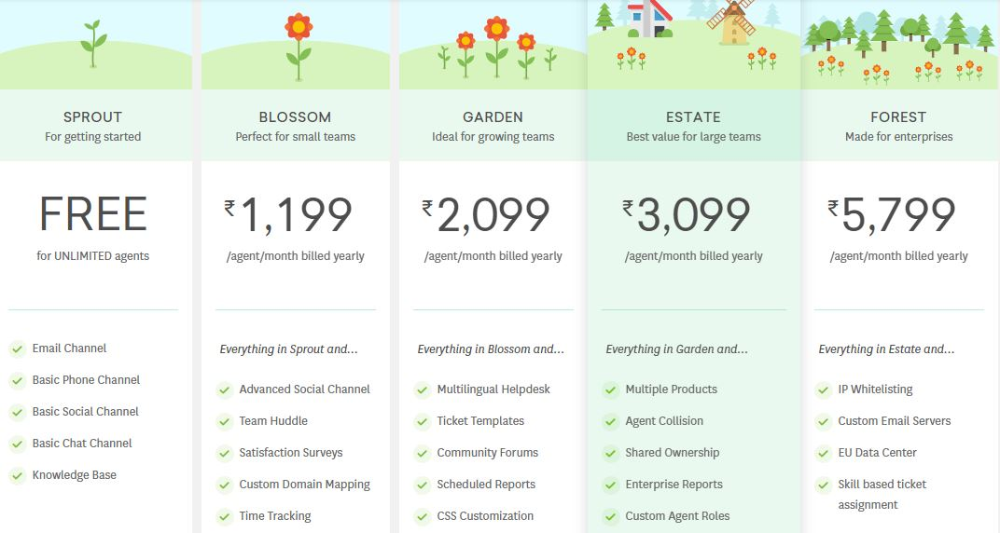 SPROUT
For getting started
FREE
for UNLIMITED agents
Email Channel
Basic Phone Channel
Basic Social Channel
Basic Chat Channel
Knowledge Base
BLOSSOM
Perfect for small teams
₹1,199
/agent/month billed yearly
Everything in Sprout and...
Advanced Social Channel
Team Huddle
Satisfaction Surveys
Custom Domain Mapping
Time Tracking
GARDEN
Ideal for growing teams
₹2,099
/agent/month billed yearly
Everything in Blossom and...
Multilingual Helpdesk
Ticket Templates
Community Forums
Scheduled Reports
CSS Customization
ESTATE
Best value for large teams
₹3,099
/agent/month billed yearly
Everything in Garden and...
Multiple Products
Agent Collision
Shared Ownership
Enterprise Reports
Custom Agent Roles
FOREST
Made for enterprises
₹5,799
/agent/month billed yearly
Everything in Estate and...
IP Whitelisting
Custom Email Servers
EU Data Center
Skill based ticket
assignment